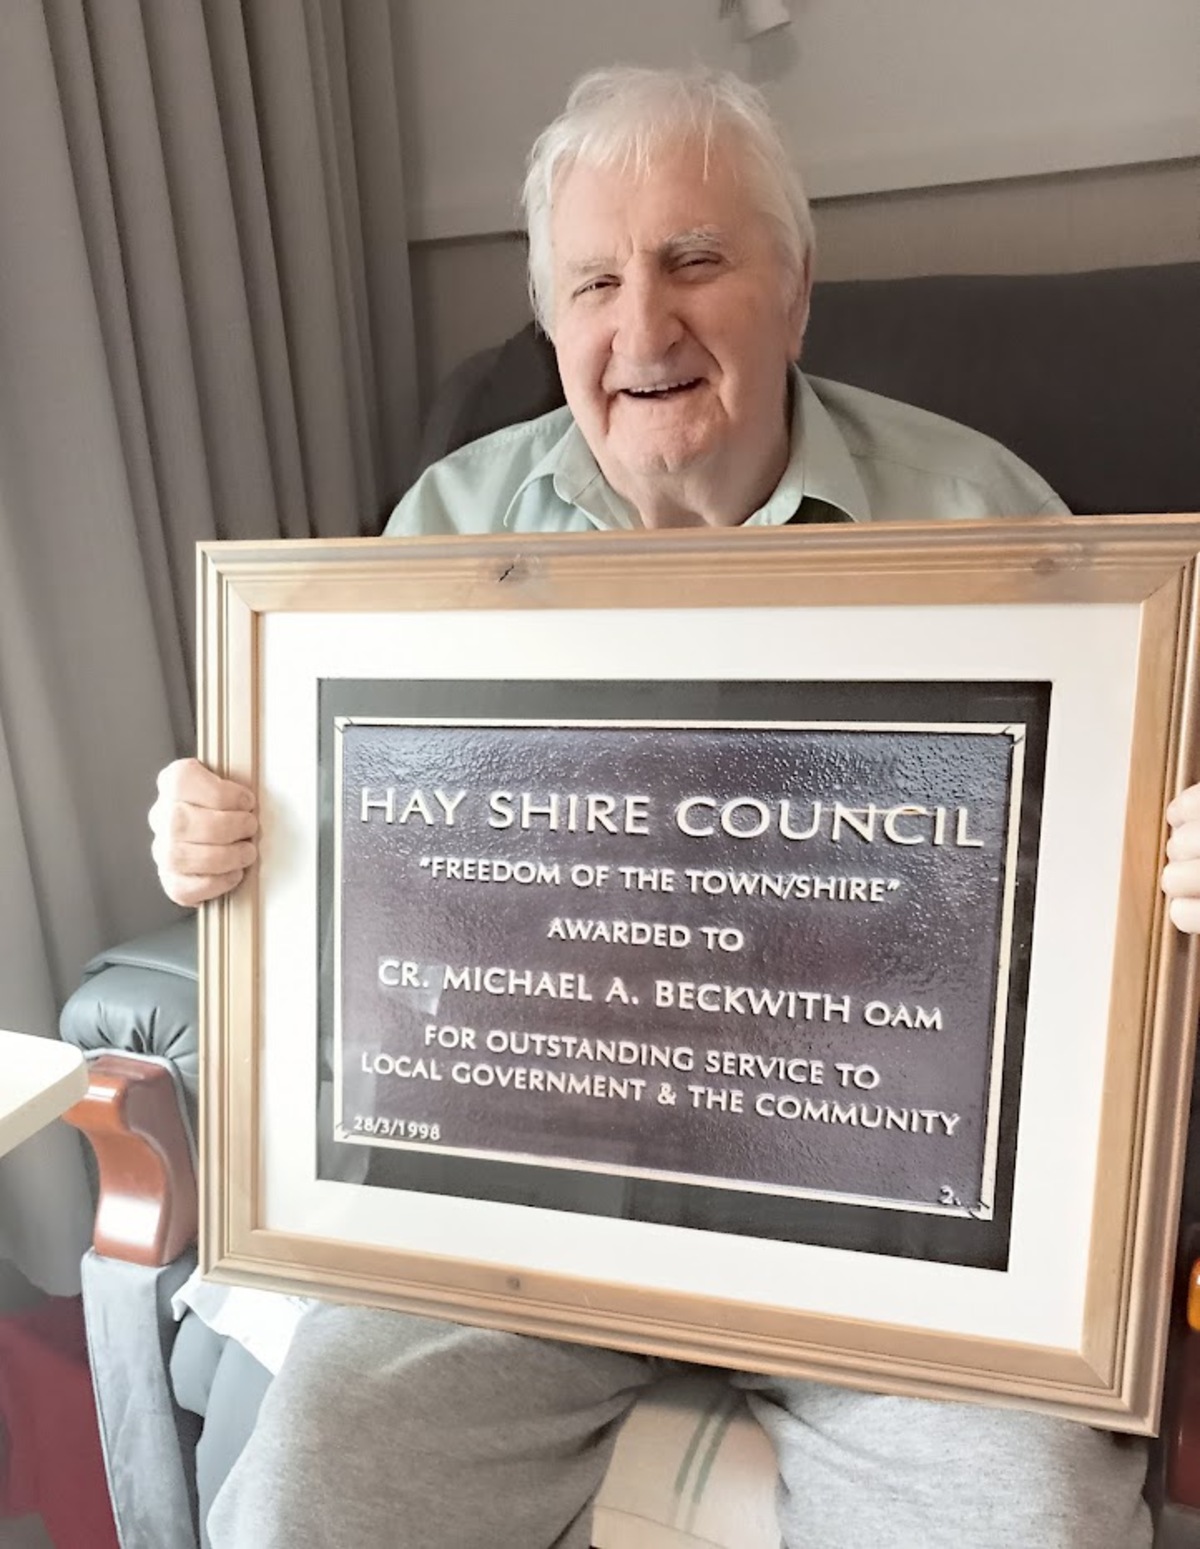 HAY SHIRE COUNCIL
"FREEDOM OF THE TOWN/SHIRE"
AWARDED TO
CR. MICHAEL A. BECKWITH OAM
FOR OUTSTANDING SERVICE TO
LOCAL GOVERNMENT & THE COMMUNITY
28/3/1998
2.